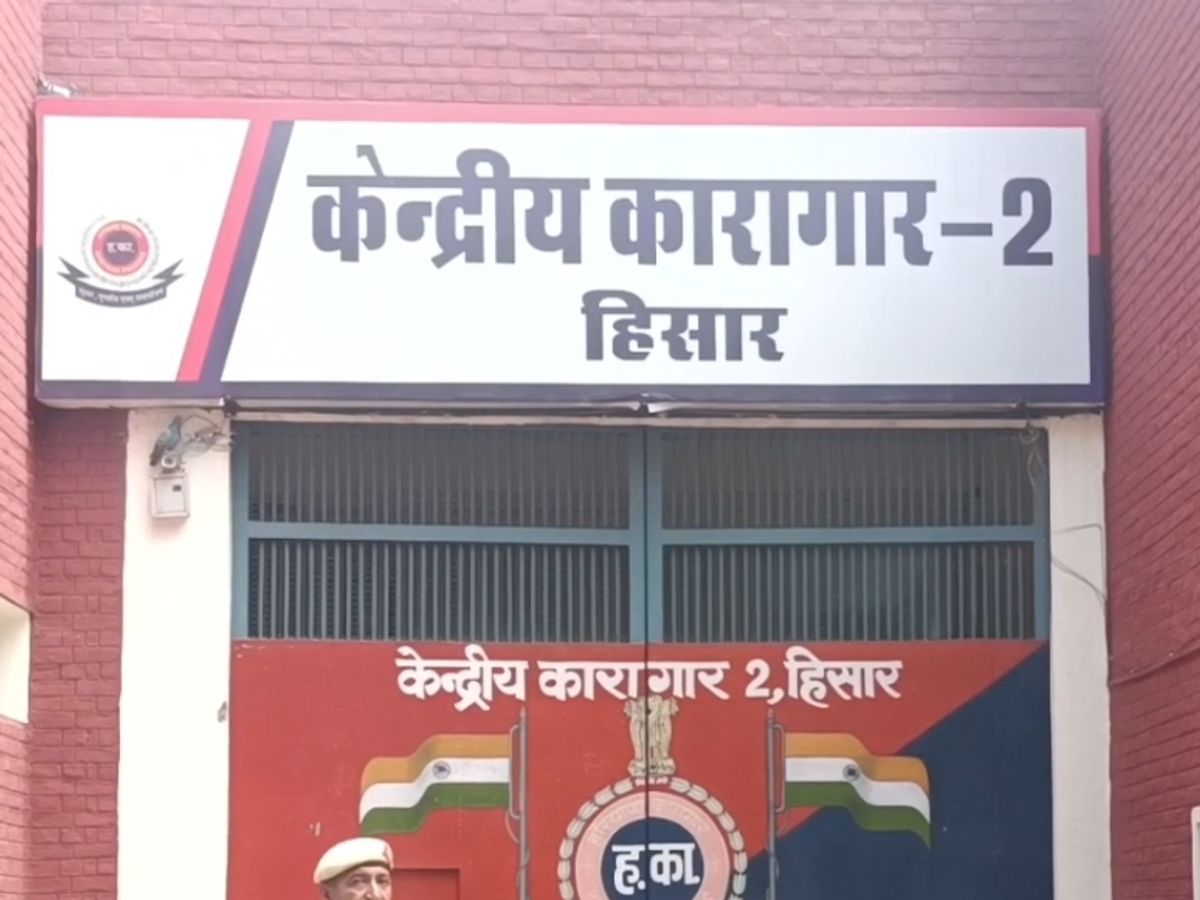 केन्द्रीय कारागार-2
ह.का.
हिसार
केन्द्रीय कारागार 2, हिसार
ह.का.